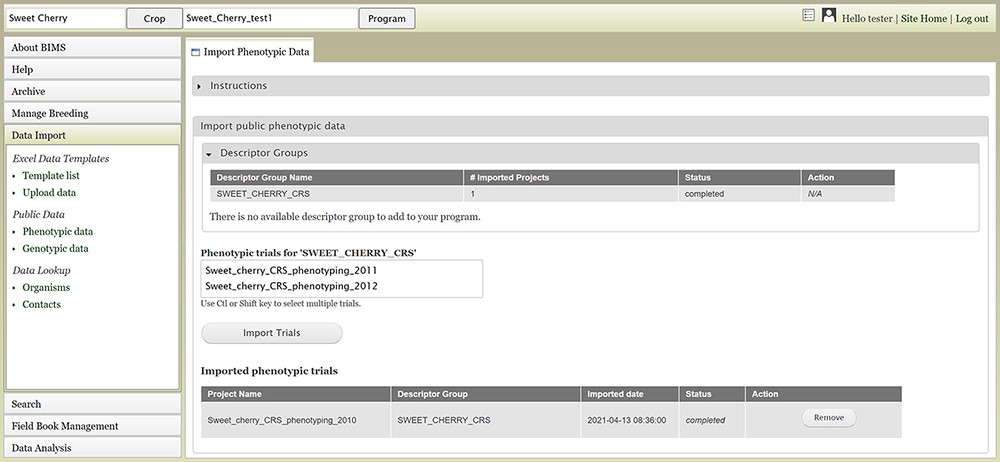 Sweet Cherry Crop Sweet_Cherry_test1 Program Hello tester | Site Home | Log out
About BIMS
Help
Archive
Manage Breeding
Data Import
Excel Data Templates
Template list
Upload data
Public Data
Phenotypic data
Genotypic data
Data Lookup
Organisms
Contacts
Search
Field Book Management
Data Analysis
Import Phenotypic Data
Instructions
Import public phenotypic data
Descriptor Groups
Descriptor Group Name # Imported Projects Status Action
SWEET_CHERRY_CRS 1 completed N/A
There is no available descriptor group to add to your program.
Phenotypic trials for 'SWEET_CHERRY_CRS'
Sweet_cherry_CRS_phenotyping_2011
Sweet_cherry_CRS_phenotyping_2012
Use Ctl or Shift key to select multiple trials.
Import Trials
Imported phenotypic trials
Project Name Descriptor Group Imported date Status Action
Sweet_cherry_CRS_phenotyping_2010 SWEET_CHERRY_CRS 2021-04-13 08:36:00 completed Remove